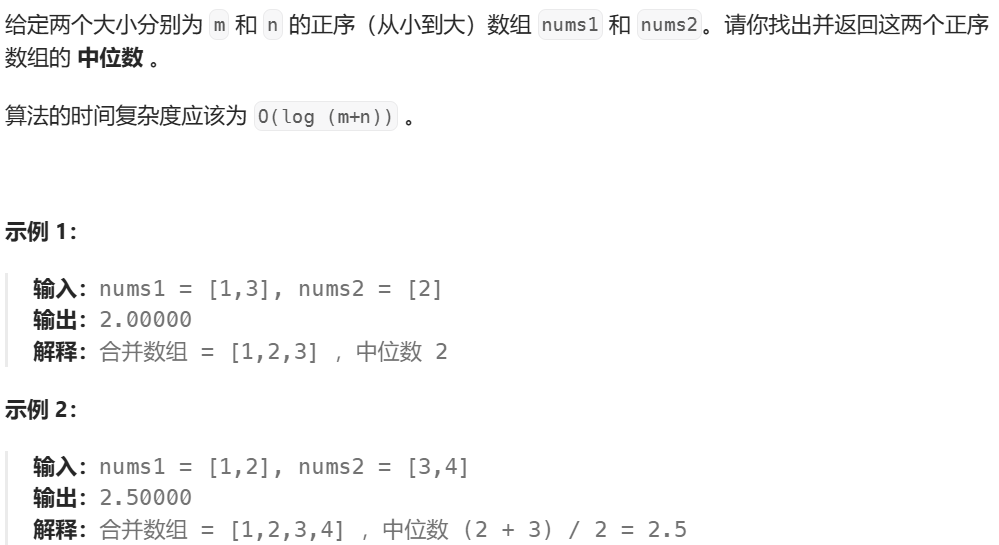 给定两个大小分别为 m 和 n 的正序（从小到大）数组 nums1 和 nums2。请你找出并返回这两个正序
数组的 中位数 。
算法的时间复杂度应该为 O(log (m+n)) 。
示例 1：
输入：nums1 = [1,3], nums2 = [2]
输出：2.00000
解释：合并数组 = [1,2,3] ，中位数 2
示例 2：
输入：nums1 = [1,2], nums2 = [3,4]
输出：2.50000
解释：合并数组 = [1,2,3,4] ，中位数 (2 + 3) / 2 = 2.5